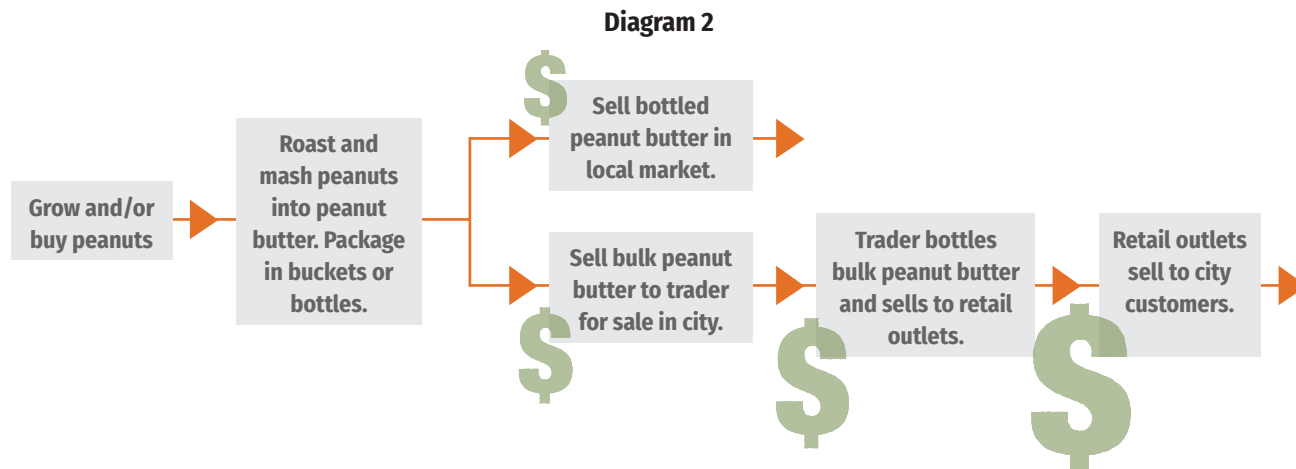 Diagram 2
Grow and/or
buy peanuts
Roast and
mash peanuts
into peanut
butter. Package
in buckets or
bottles.
$
Sell bottled
peanut butter in
local market.
$
Sell bulk peanut
butter to trader
for sale in city.
$
Trader bottles
bulk peanut butter
and sells to retail
outlets.
$
Retail outlets
sell to city
customers.